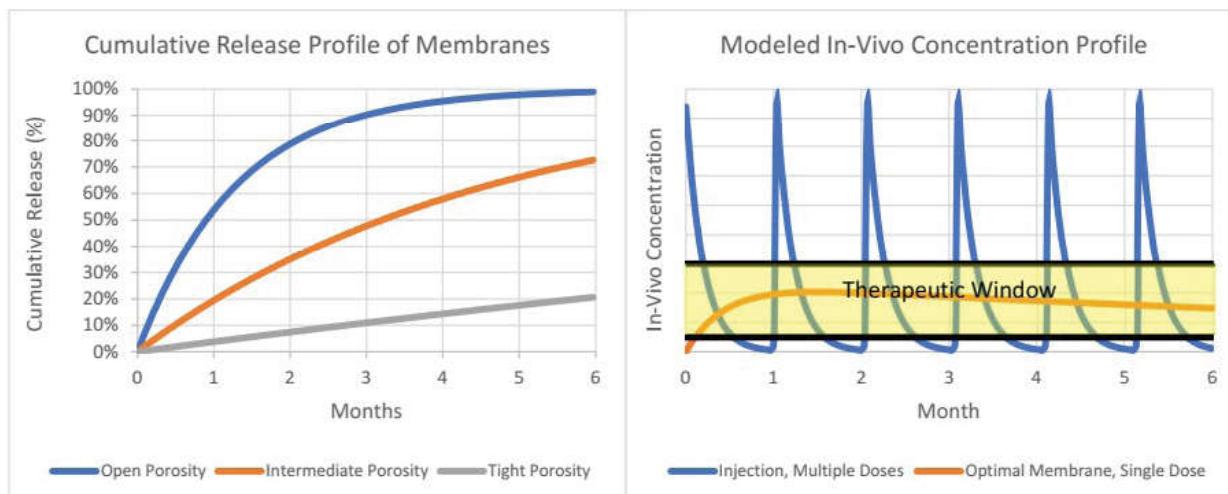 Cumulative Release Profile of Membranes
Cumulative Release (%)
100%
90%
80%
70%
60%
50%
40%
30%
20%
10%
0%
0 1 2 3 4 5 6
Months
Open Porosity Intermediate Porosity Tight Porosity
Modeled In-Vivo Concentration Profile
In-Vivo Concentration
Therapeutic Window
0 1 2 3 4 5 6
Month
Injection, Multiple Doses Optimal Membrane, Single Dose